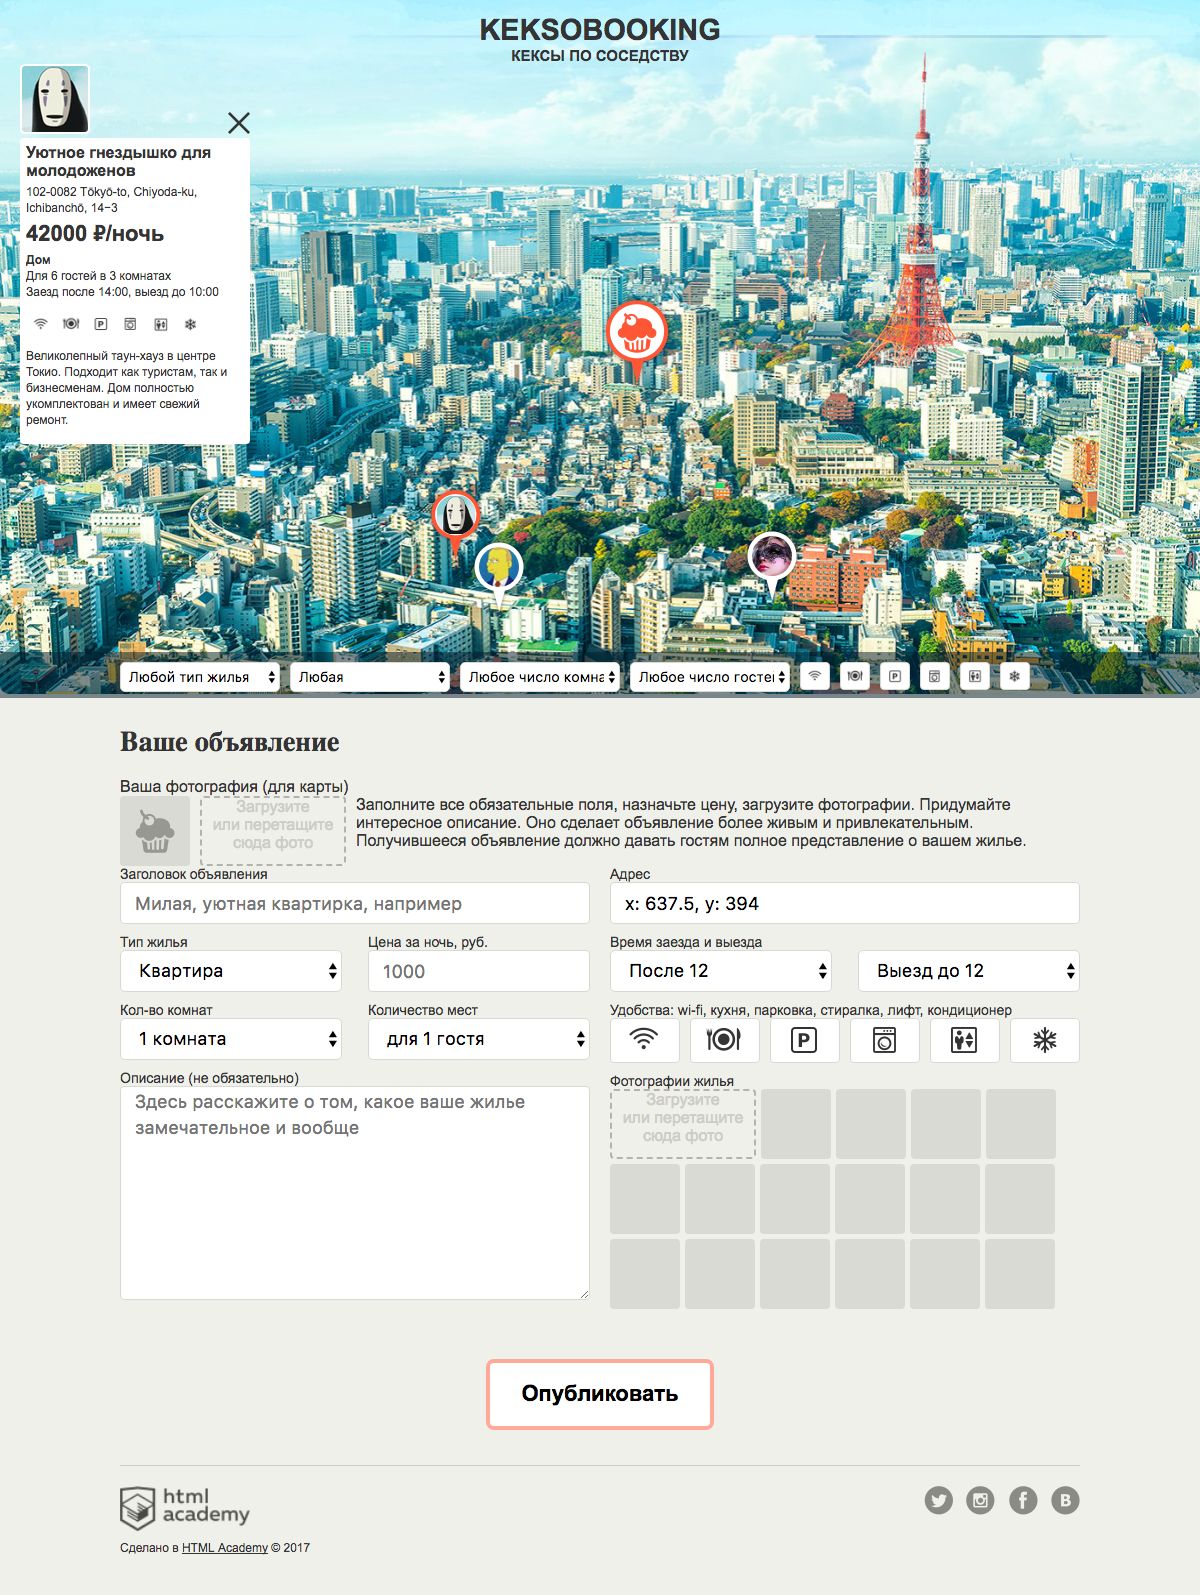 KEKSOBOOKING
КЕКСЫ ПО СОСЕДСТВУ
Уютное гнездышко для
молодоженов
102-0082 Tōkyō-to, Chiyoda-ku,
Ichibanchō, 14−3
42000 ₽/ночь
Дом
Для 6 гостей в 3 комнатах
Заезд после 14:00, выезд до 10:00
P
Великолепный таун-хауз в центре
Токио. Подходит как туристам, так и
бизнесменам. Дом полностью
укомплектован и имеет свежий
ремонт.
Любой тип жилья
Любая
Любое число комна
Любое число госте
P
Ваше объявление
Ваша фотография (для карты)
Загрузите
или перетащите
сюда фото
Заполните все обязательные поля, назначьте цену, загрузите фотографии. Придумайте
интересное описание. Оно сделает объявление более живым и привлекательным.
Получившееся объявление должно давать гостям полное представление о вашем жилье.
Заголовок объявления
Милая, уютная квартирка, например
Адрес
x: 637.5, y: 394
Тип жилья
Квартира
Цена за ночь, руб.
1000
Время заезда и выезда
После 12
Выезд до 12
Кол-во комнат
1 комната
Количество мест
для 1 гостя
Удобства: wi-fi, кухня, парковка, стиралка, лифт, кондиционер
P
Описание (не обязательно)
Здесь расскажите о том, какое ваше жилье
замечательное и вообще
Фотографии жилья
Загрузите
или перетащите
сюда фото
Опубликовать
html
academy
Сделано в HTML Academy © 2017